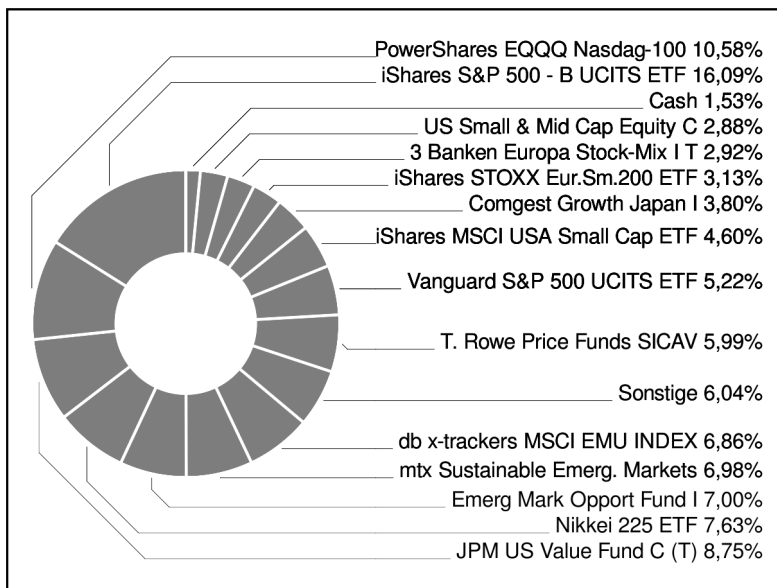 PowerShares EQQQ Nasdag-100 10,58%
iShares S&P 500 - B UCITS ETF 16,09%
Cash 1,53%
US Small & Mid Cap Equity C 2,88%
3 Banken Europa Stock-Mix I T 2,92%
iShares STOXX Eur.Sm.200 ETF 3,13%
Comgest Growth Japan I 3,80%
iShares MSCI USA Small Cap ETF 4,60%
Vanguard S&P 500 UCITS ETF 5,22%
T. Rowe Price Funds SICAV 5,99%
Sonstige 6,04%
db x-trackers MSCI EMU INDEX 6,86%
mtx Sustainable Emerg. Markets 6,98%
Emerg Mark Opport Fund I 7,00%
Nikkei 225 ETF 7,63%
JPM US Value Fund C (T) 8,75%